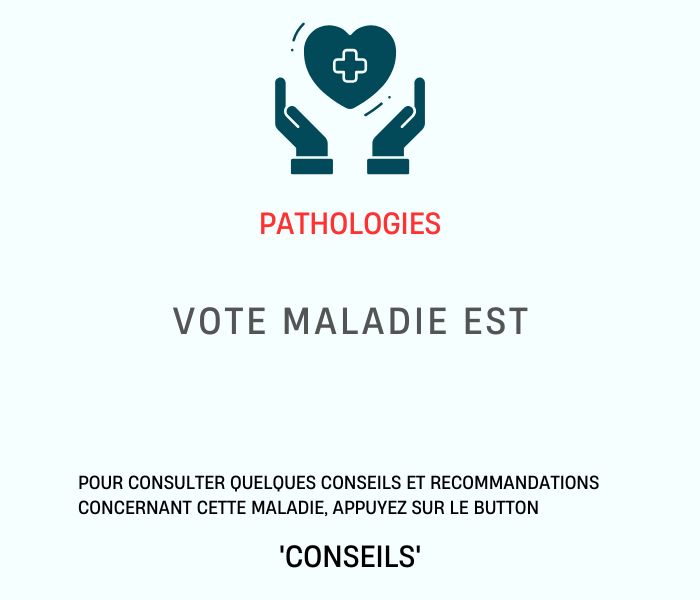 PATHOLOGIES
VOTE MALADIE EST
POUR CONSULTER QUELQUES CONSEILS ET RECOMMANDATIONS
CONCERNANT CETTE MALADIE, APPUYEZ SUR LE BUTTON
'CONSEILS'